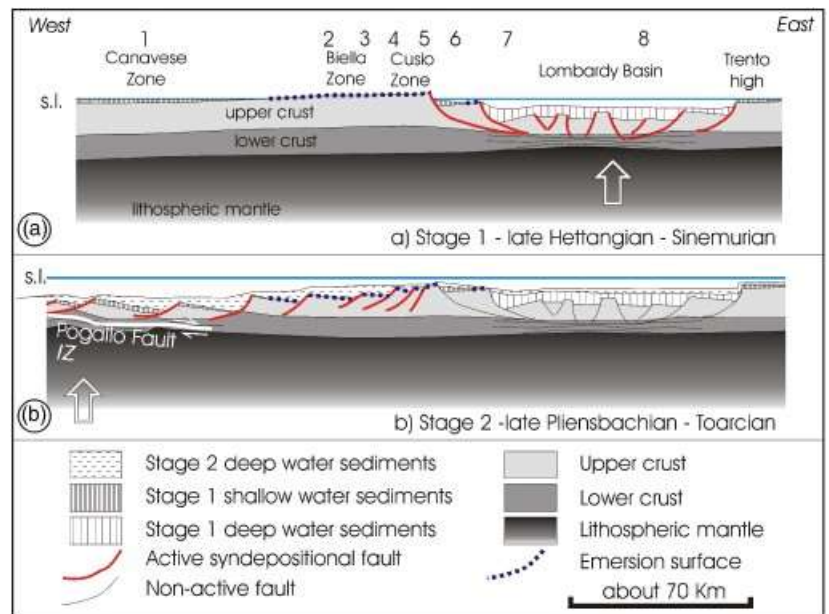 West
East
1 2 3 4 5 6 7 8
Canavese Zone
Biella Zone
Cusio Zone
Lombardy Basin
Trento high
s.l.
upper crust
lower crust
lithospheric mantle
(a)
a) Stage 1 - late Hettangian - Sinemurian
s.l.
Pogallo Fault
IZ
(b)
b) Stage 2 -late Pliensbachian - Toarcian
Stage 2 deep water sediments
Stage 1 shallow water sediments
Stage 1 deep water sediments
Active syndepositional fault
Non-active fault
Upper crust
Lower crust
Lithospheric mantle
Emersion surface
about 70 Km